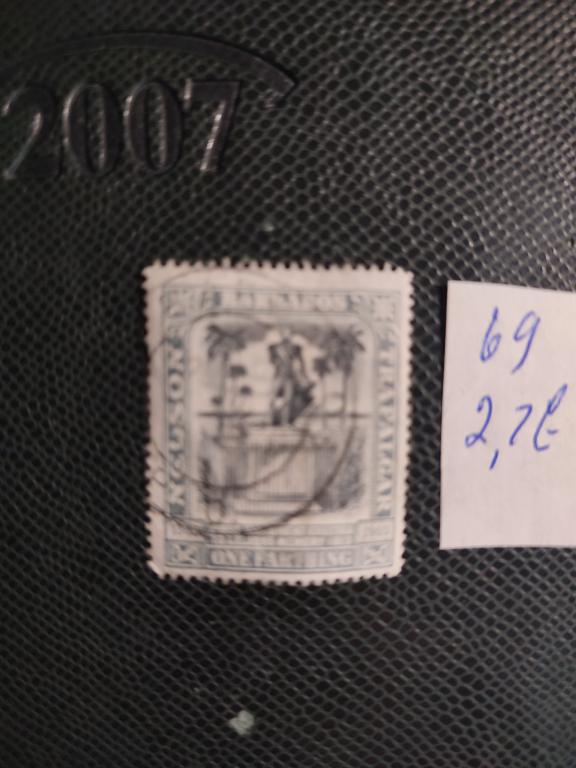 2007
BARBADOS
NELSON
TRAFALGAR
ONE FARTHING
69
2,7€